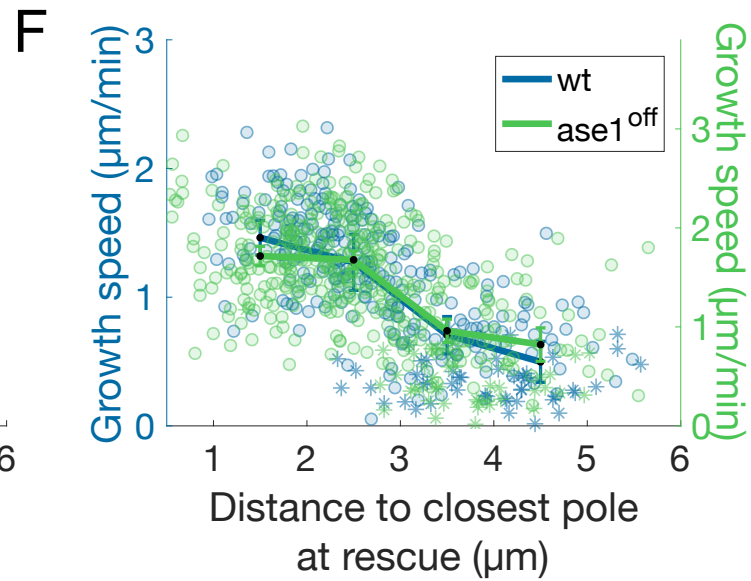 F
Growth speed (μm/min)
3
2
1
0
wt
ase1off
3
2
1
0
Growth speed (μm/miin)
6
1
2
3
4
5
6
Distance to closest pole
at rescue (μm)